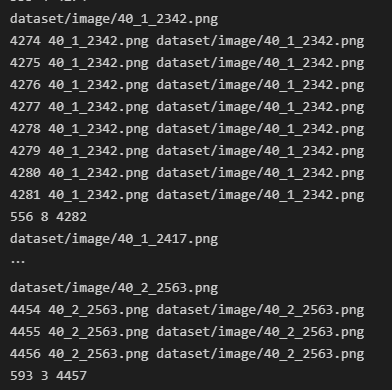 dataset/image/40_1_2342.png
4274 40_1_2342.png dataset/image/40_1_2342.png
4275 40_1_2342.png dataset/image/40_1_2342.png
4276 40_1_2342.png dataset/image/40_1_2342.png
4277 40_1_2342.png dataset/image/40_1_2342.png
4278 40_1_2342.png dataset/image/40_1_2342.png
4279 40_1_2342.png dataset/image/40_1_2342.png
4280 40_1_2342.png dataset/image/40_1_2342.png
4281 40_1_2342.png dataset/image/40_1_2342.png
556 8 4282
dataset/image/40_1_2417.png
...
dataset/image/40_2_2563.png
4454 40_2_2563.png dataset/image/40_2_2563.png
4455 40_2_2563.png dataset/image/40_2_2563.png
4456 40_2_2563.png dataset/image/40_2_2563.png
593 3 4457